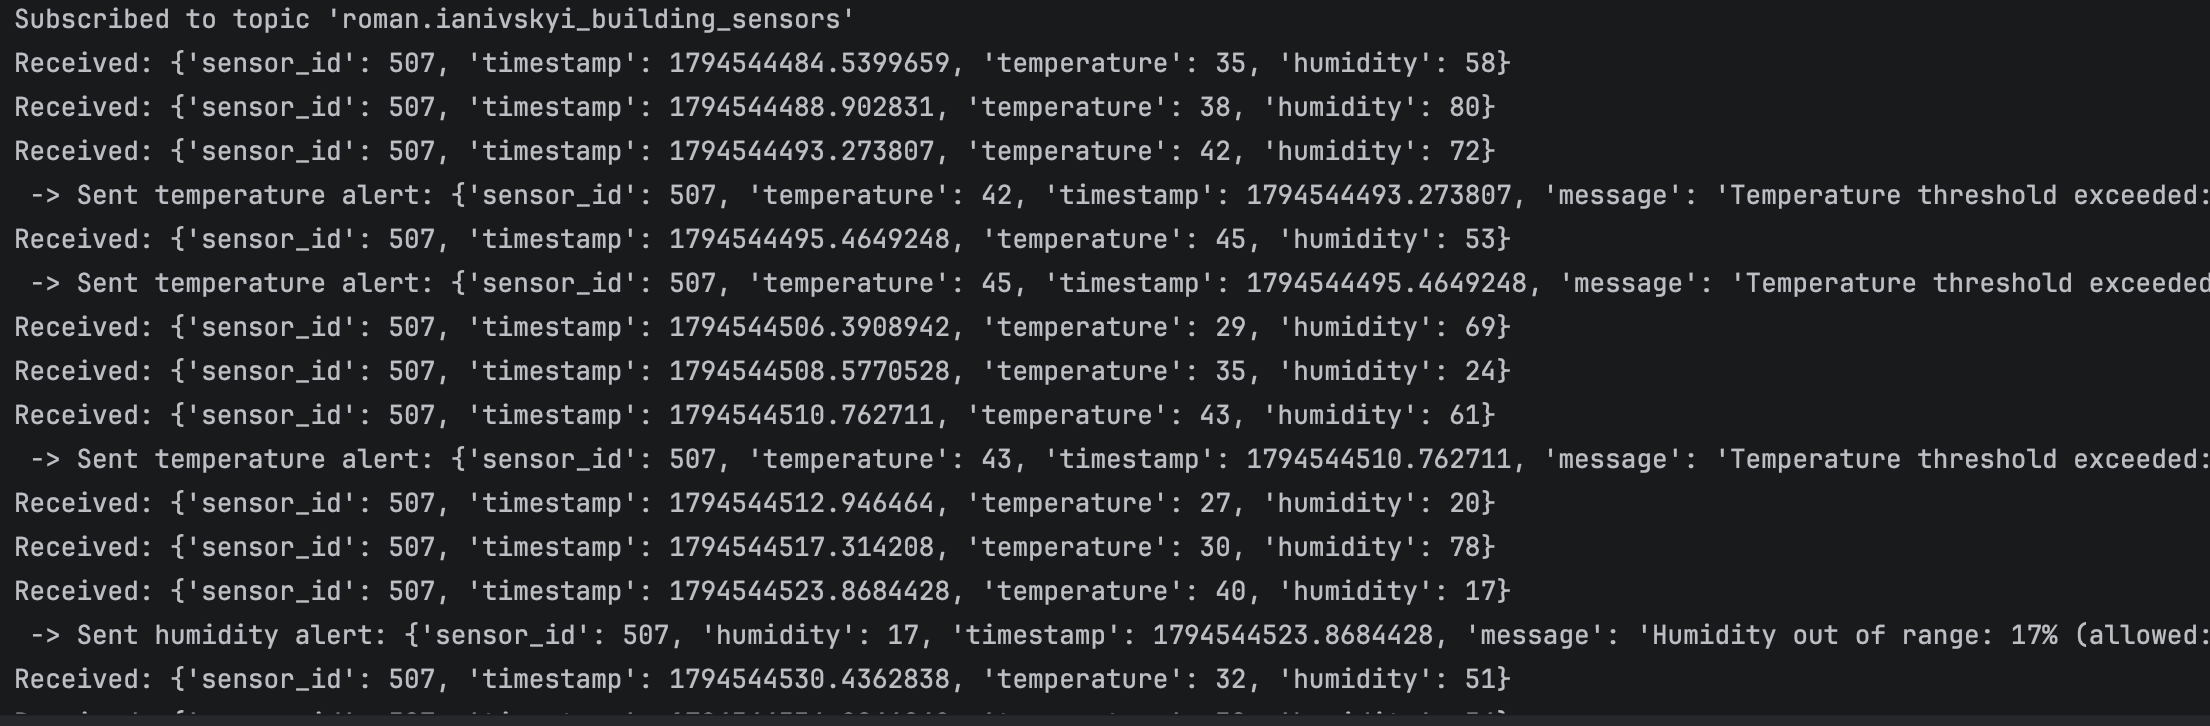 Subscribed to topic 'roman.ianivskyi_building_sensors'
Received: {'sensor_id': 507, 'timestamp': 1794544484.5399659, 'temperature': 35, 'humidity': 58}
Received: {'sensor_id': 507, 'timestamp': 1794544488.902831, 'temperature': 38, 'humidity': 80}
Received: {'sensor_id': 507, 'timestamp': 1794544493.273807, 'temperature': 42, 'humidity': 72}
 -> Sent temperature alert: {'sensor_id': 507, 'temperature': 42, 'timestamp': 1794544493.273807, 'message': 'Temperature threshold exceeded:
Received: {'sensor_id': 507, 'timestamp': 1794544495.4649248, 'temperature': 45, 'humidity': 53}
 -> Sent temperature alert: {'sensor_id': 507, 'temperature': 45, 'timestamp': 1794544495.4649248, 'message': 'Temperature threshold exceeded
Received: {'sensor_id': 507, 'timestamp': 1794544506.3908942, 'temperature': 29, 'humidity': 69}
Received: {'sensor_id': 507, 'timestamp': 1794544508.5770528, 'temperature': 35, 'humidity': 24}
Received: {'sensor_id': 507, 'timestamp': 1794544510.762711, 'temperature': 43, 'humidity': 61}
 -> Sent temperature alert: {'sensor_id': 507, 'temperature': 43, 'timestamp': 1794544510.762711, 'message': 'Temperature threshold exceeded:
Received: {'sensor_id': 507, 'timestamp': 1794544512.946464, 'temperature': 27, 'humidity': 20}
Received: {'sensor_id': 507, 'timestamp': 1794544517.314208, 'temperature': 30, 'humidity': 78}
Received: {'sensor_id': 507, 'timestamp': 1794544523.8684428, 'temperature': 40, 'humidity': 17}
 -> Sent humidity alert: {'sensor_id': 507, 'humidity': 17, 'timestamp': 1794544523.8684428, 'message': 'Humidity out of range: 17% (allowed:
Received: {'sensor_id': 507, 'timestamp': 1794544530.4362838, 'temperature': 32, 'humidity': 51}